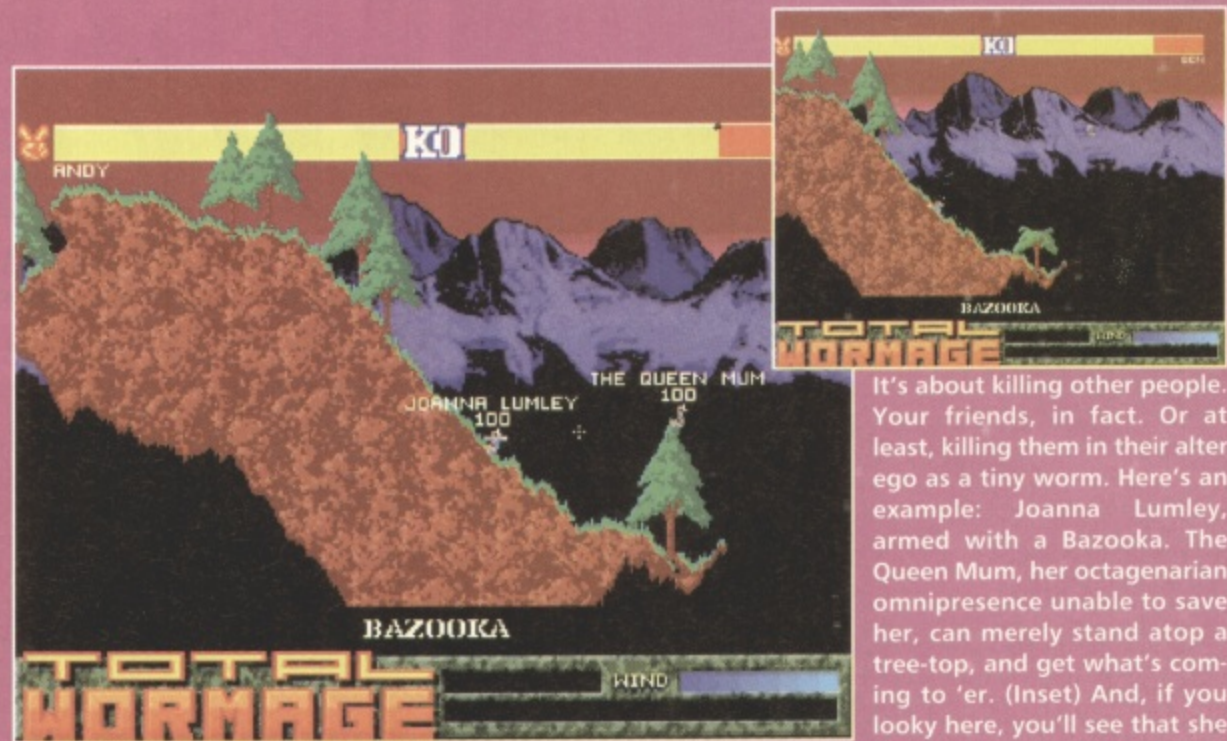 KO
ANDY
THE QUEEN MUM
100
JOANNA LUMLEY
100
BAZOOKA
TOTAL
WORMAGE
WIND
KO
BAZOOKA
TOTAL
WORMAGE
WIND
It's about killing other people.
Your friends, in fact. Or at
least, killing them in their alter
ego as a tiny worm. Here's an
example: Joanna Lumley,
armed with a Bazooka. The
Queen Mum, her octagenarian
omnipresence unable to save
her, can merely stand atop a
tree-top, and get what's com-
ing to 'er. (Inset) And, if you
looky here, you'll see that she